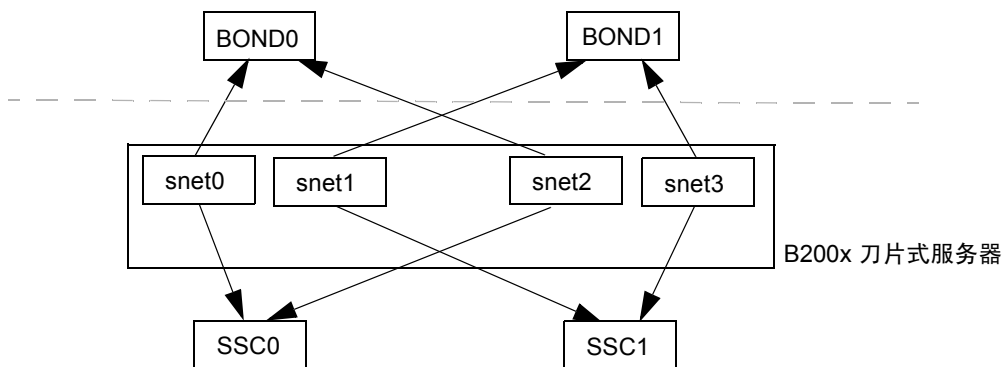 BOND0
BOND1
snet0
snet1
snet2
snet3
B200x 刀片式服务器
SSC0
SSC1